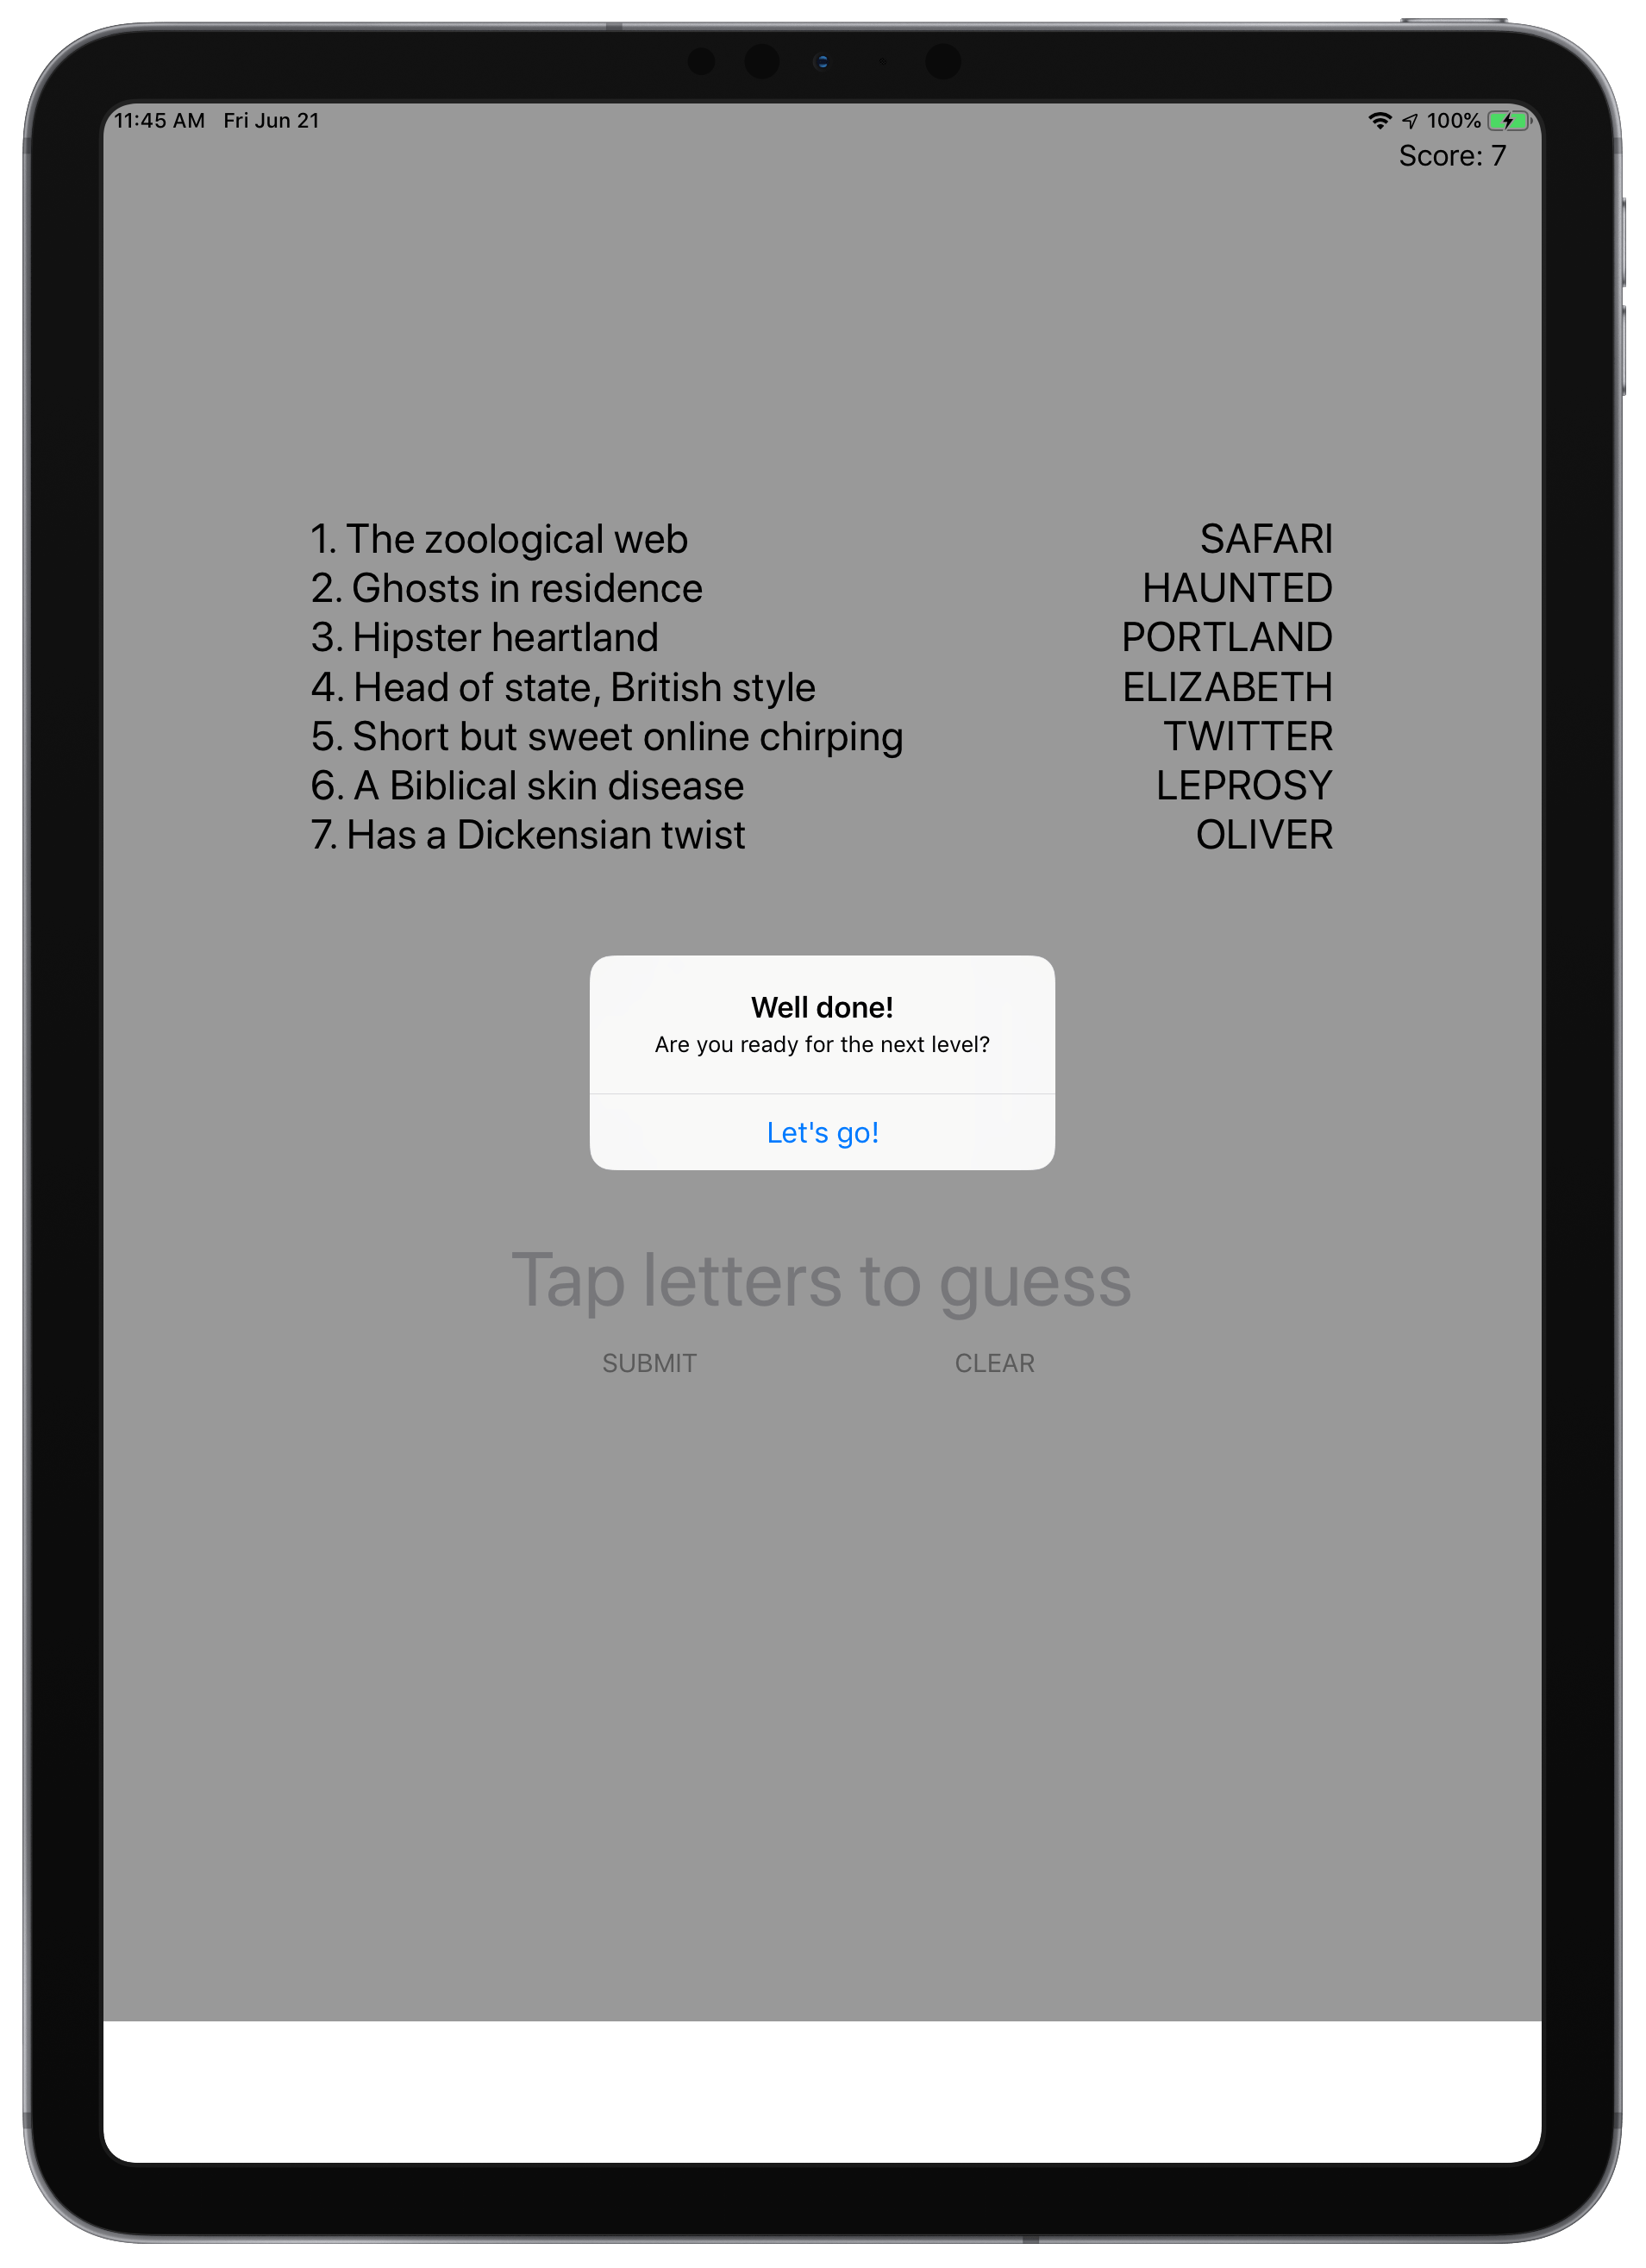 11:45 AM Fri Jun 21 100%
Score: 7
1. The zoological web SAFARI
2. Ghosts in residence HAUNTED
3. Hipster heartland PORTLAND
4. Head of state, British style ELIZABETH
5. Short but sweet online chirping TWITTER
6. A Biblical skin disease LEPROSY
7. Has a Dickensian twist OLIVER
Well done!
Are you ready for the next level?
Let's go!
Tap letters to guess
SUBMIT CLEAR